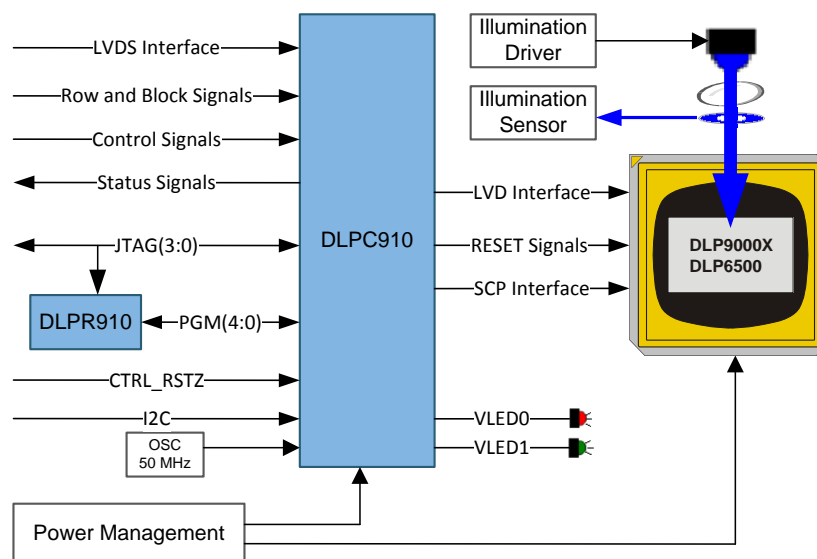 LVDS Interface
Row and Block Signals
Control Signals
Status Signals
JTAG(3:0)
DLPR910
PGM(4:0)
CTRL_RSTZ
I2C
OSC
50 MHz
Power Management
DLPC910
Illumination
Driver
Illumination
Sensor
LVD Interface
RESET Signals
SCP Interface
DLP9000X
DLP6500
VLED0
VLED1